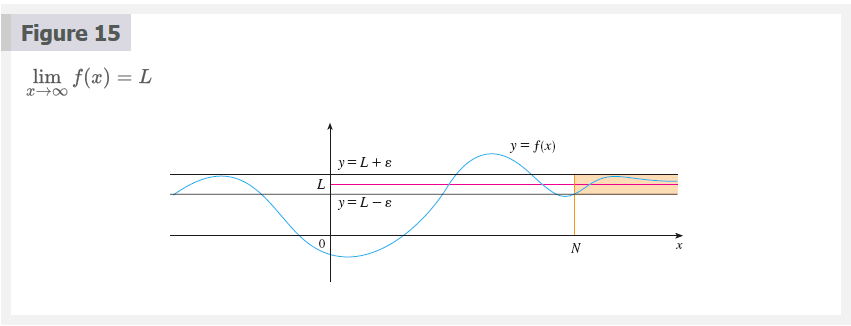 Figure 15
lim f(x) = L
x→∞
y = f(x)
y = L + ε
L
y = L − ε
0
N
x